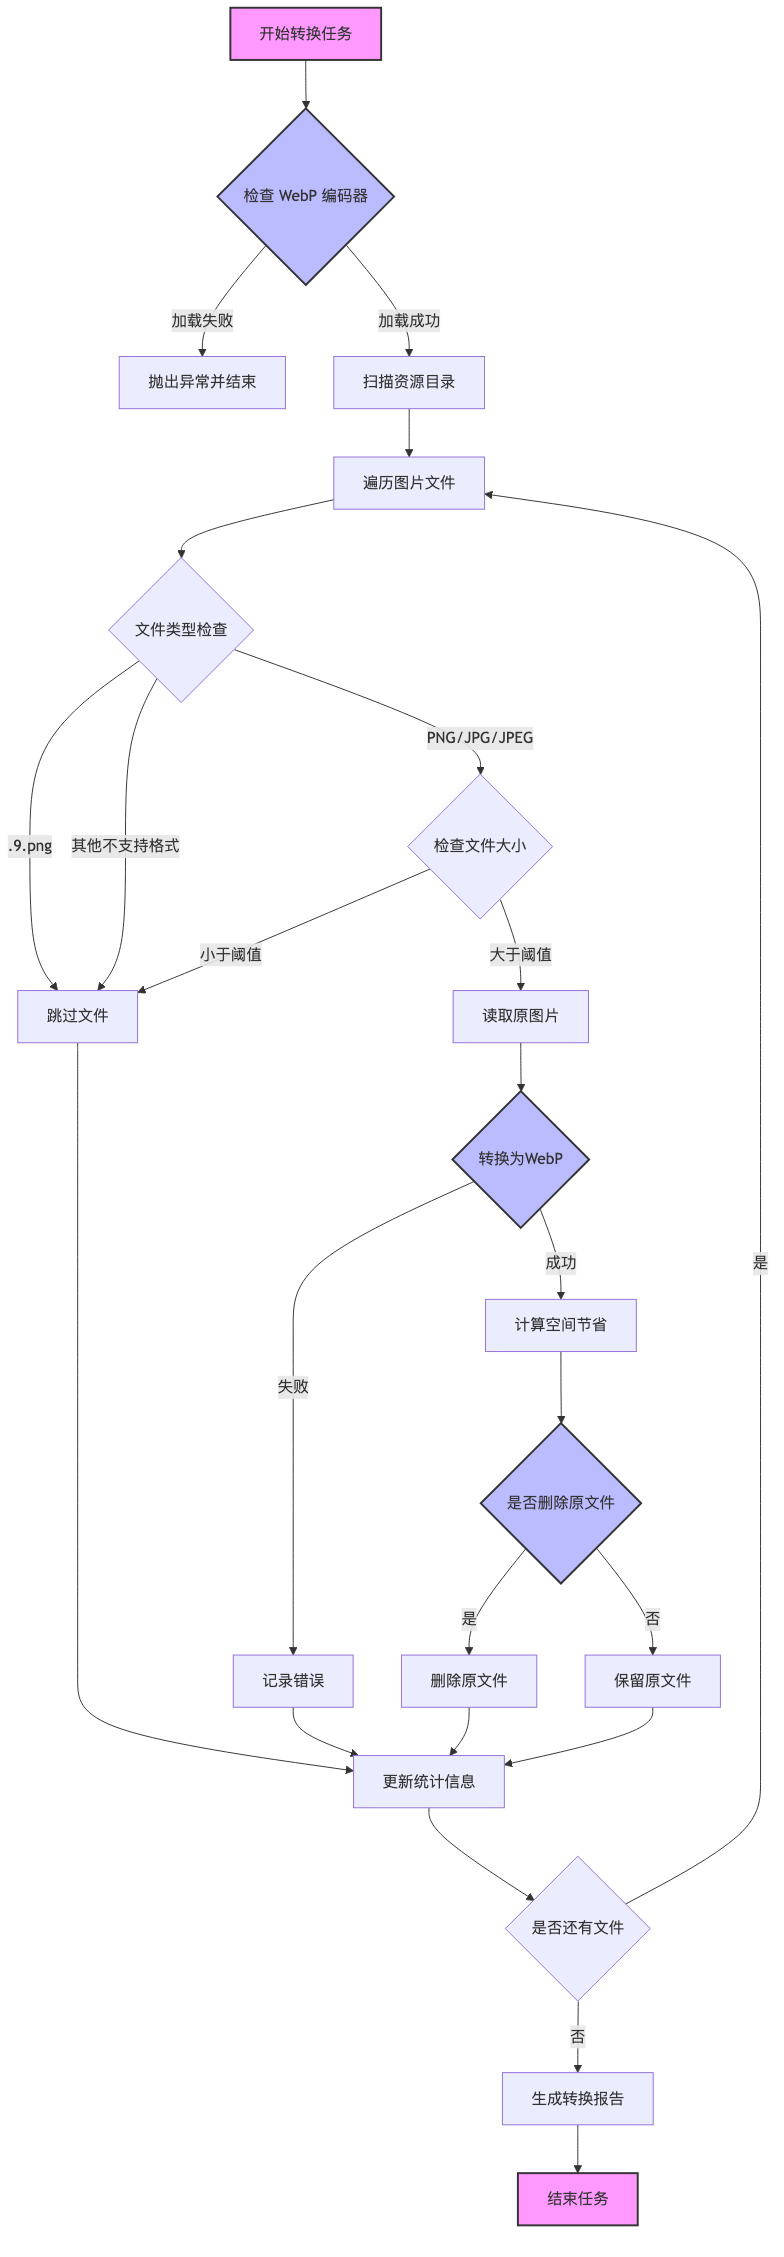 开始转换任务
检查 WebP 编码器
加载失败
加载成功
抛出异常并结束
扫描资源目录
遍历图片文件
文件类型检查
PNG/JPG/JPEG
.9.png
其他不支持格式
检查文件大小
小于阈值
大于阈值
跳过文件
读取原图片
转换为WebP
成功
是
计算空间节省
失败
是否删除原文件
是
否
记录错误
删除原文件
保留原文件
更新统计信息
是否还有文件
否
生成转换报告
结束任务